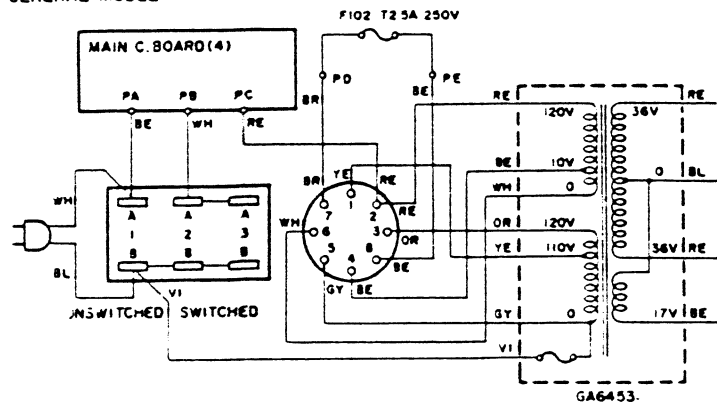 F102 T2.5A 250V
MAIN C. BOARD (4)
PA PB PC
BE WH RE
PD PE
BR BE
RE 120V 36V RE
BE 10V 0 BL
WH 0
OR 120V
YE 110V 36V RE
GY 0 17V BE
VI
WH
BL
A A A
1 2 3
B B B
VI
NSWITCHED SWITCHED
BR YE RE
7 1 2 RE
WH 6 3 OR
5 4 8 BE
GY BE
GA6453-